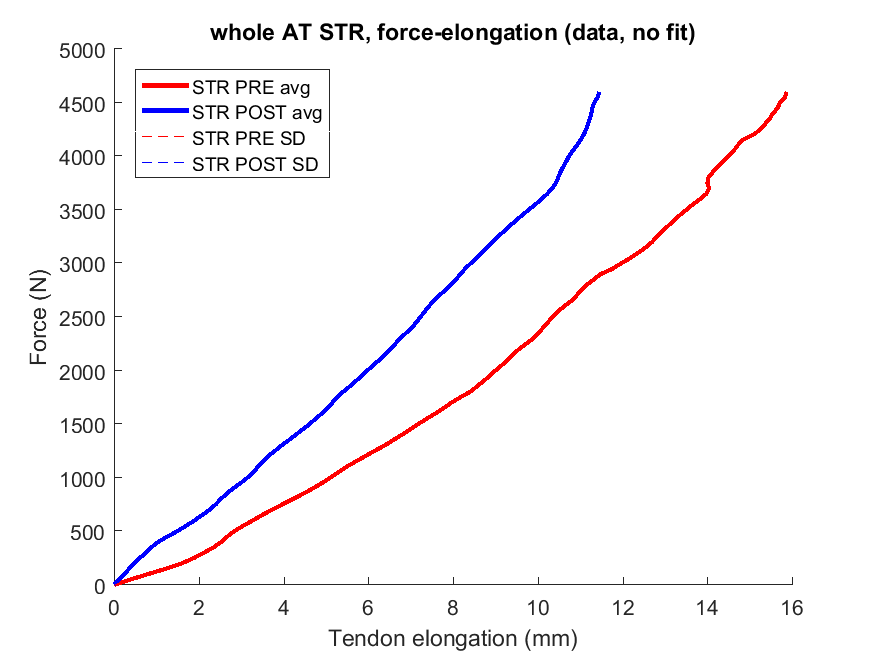 whole AT STR, force-elongation (data, no fit)
5000
4500
4000
3500
3000
2500
2000
1500
1000
500
0
Force (N)
STR PRE avg
STR POST avg
STR PRE SD
STR POST SD
0 2 4 6 8 10 12 14 16
Tendon elongation (mm)